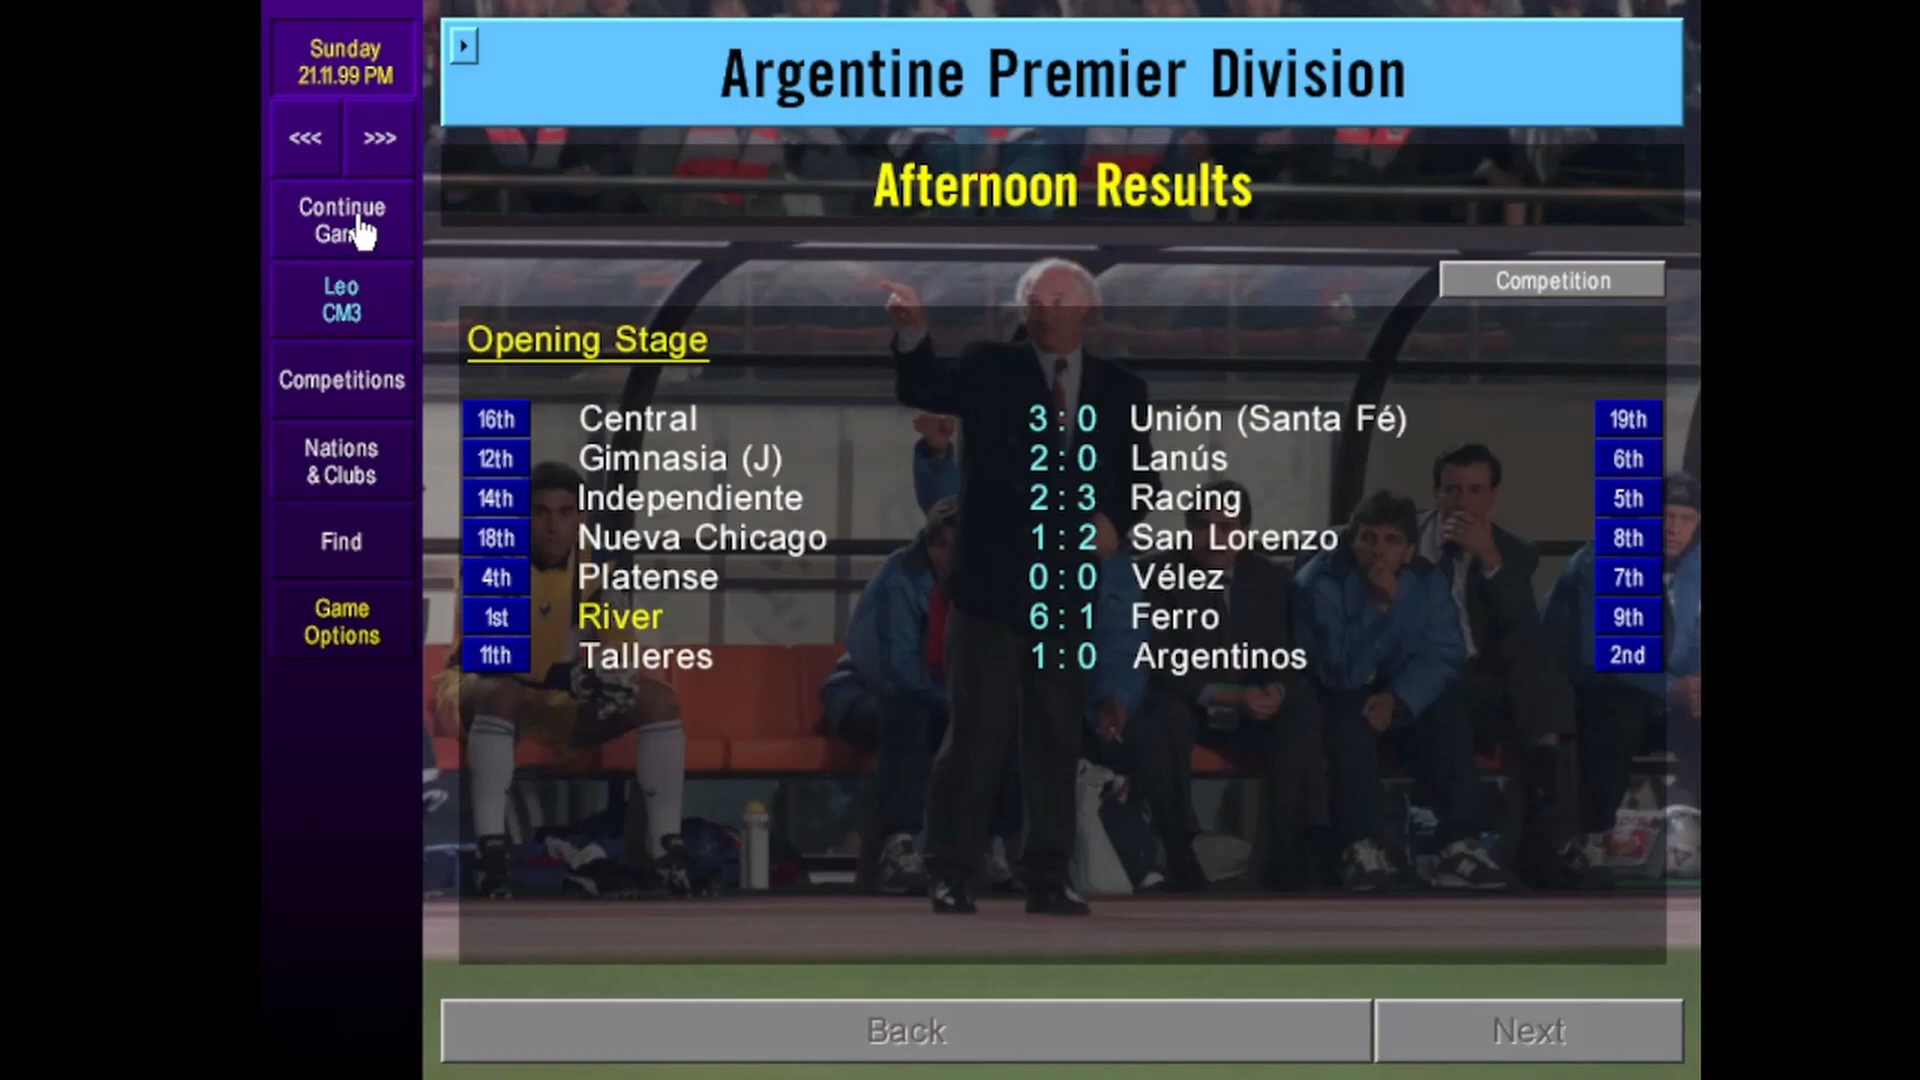 Sunday
21.11.99 PM
<<< >>>
Continue
Game
Leo
CM3
Competitions
Nations
& Clubs
Find
Game
Options
Argentine Premier Division
Afternoon Results
Competition
Opening Stage
16th Central 3 : 0 Unión (Santa Fé) 19th
12th Gimnasia (J) 2 : 0 Lanús 6th
14th Independiente 2 : 3 Racing 5th
18th Nueva Chicago 1 : 2 San Lorenzo 8th
4th Platense 0 : 0 Vélez 7th
1st River 6 : 1 Ferro 9th
11th Talleres 1 : 0 Argentinos 2nd
Back Next